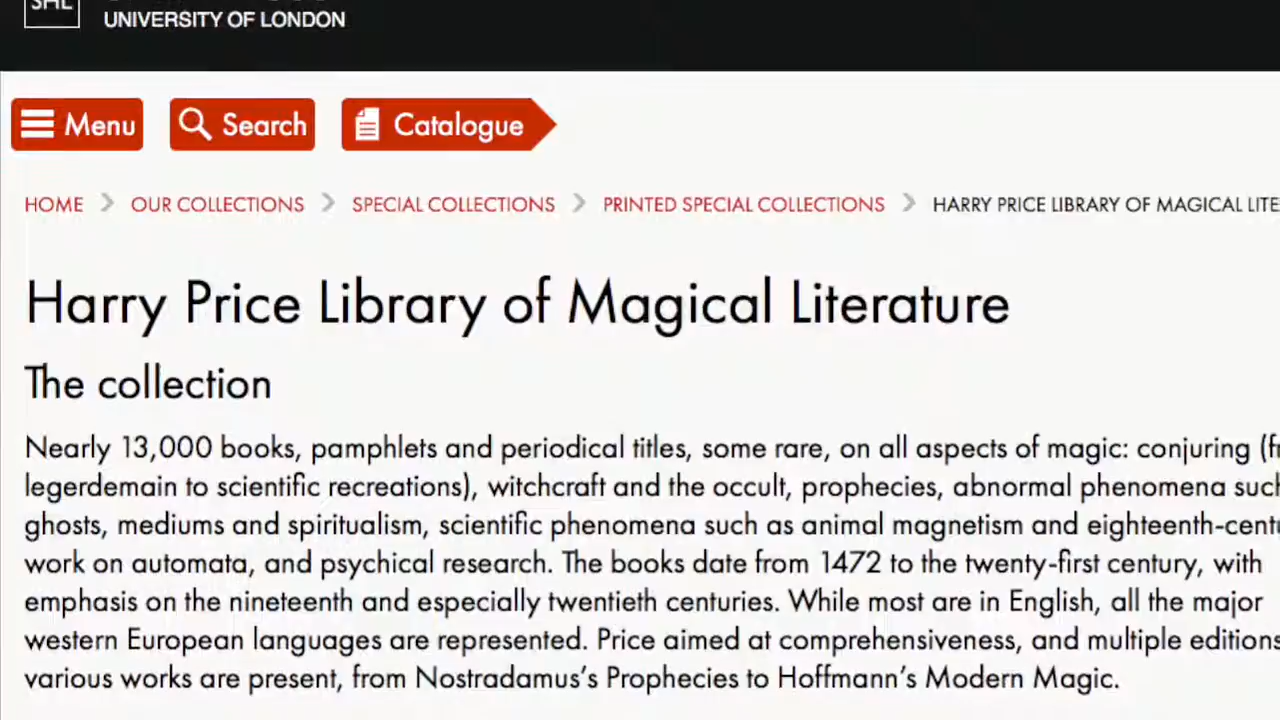 SHL
UNIVERSITY OF LONDON
Menu Search Catalogue
HOME > OUR COLLECTIONS > SPECIAL COLLECTIONS > PRINTED SPECIAL COLLECTIONS > HARRY PRICE LIBRARY OF MAGICAL
Harry Price Library of Magical Literature
The collection
Nearly 13,000 books, pamphlets and periodical titles, some rare, on all aspects of magic: conjuring
legerdemain to scientific recreations), witchcraft and the occult, prophecies, abnormal phenomena such
ghosts, mediums and spiritualism, scientific phenomena such as animal magnetism and
work on automata, and psychical research. The books date from 1472 to the twenty-first century, with
emphasis on the nineteenth and especially twentieth centuries. While most are in English, all the major
western European languages are represented. Price aimed at comprehensiveness, and multiple editions
various works are present, from Nostradamus’s Prophecies to Hoffmann’s Modern Magic.